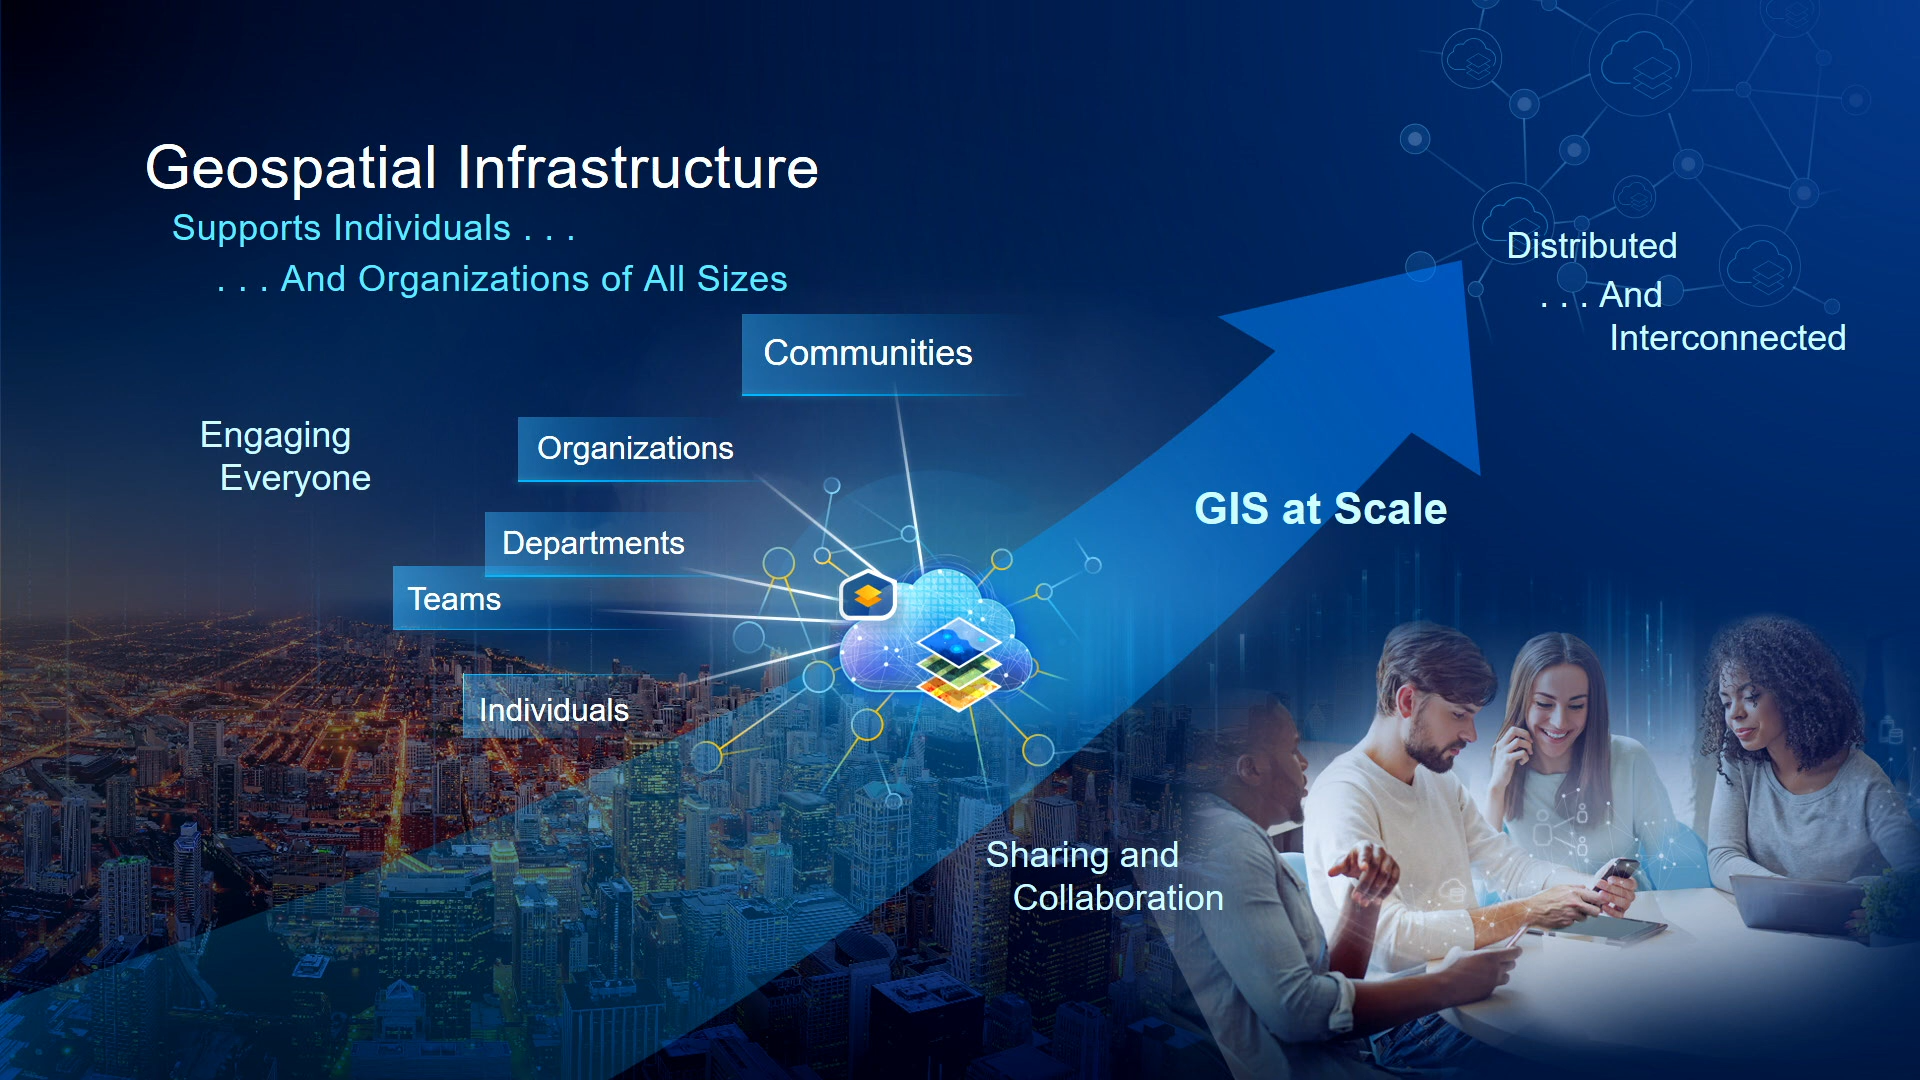 Geospatial Infrastructure
Supports Individuals . . .
. . . And Organizations of All Sizes
Distributed
. . . And
Interconnected
Communities
Engaging
Everyone
Organizations
GIS at Scale
Departments
Teams
Individuals
Sharing and
Collaboration